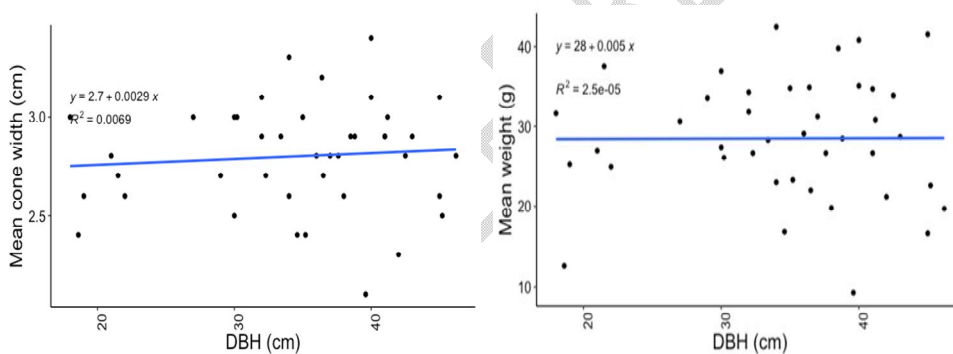 Mean cone width (cm)
3.0
2.5
y = 2.7 + 0.0029 x
R² = 0.0069
20
30
40
DBH (cm)
Mean weight (g)
40
30
20
10
y = 28 + 0.005 x
R² = 2.5e-05
20
30
40
DBH (cm)